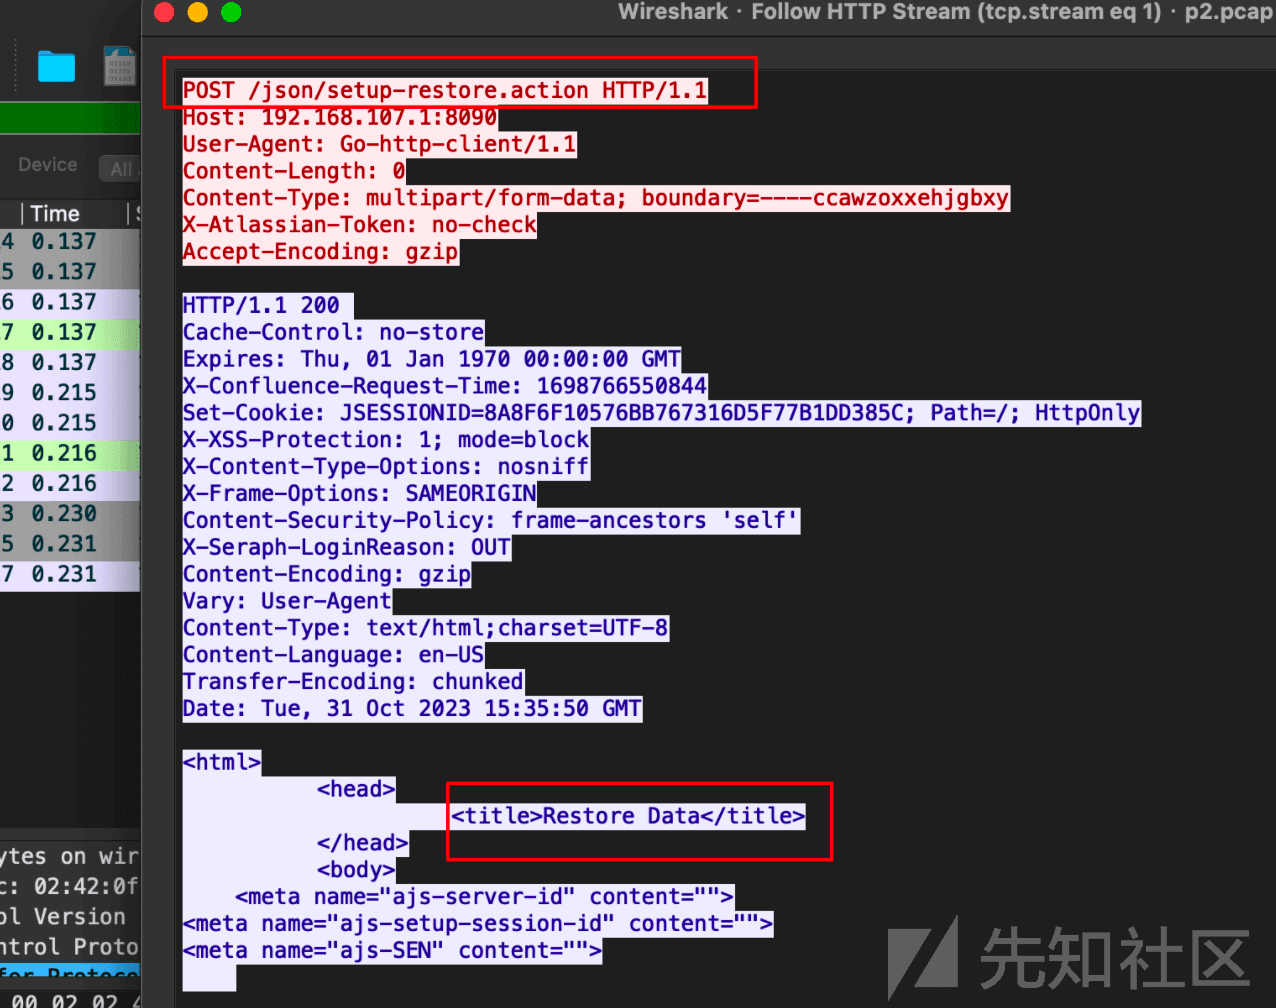 Wireshark · Follow HTTP Stream (tcp.stream eq 1) · p2.pcap
POST /json/setup-restore.action HTTP/1.1
Host: 192.168.107.1:8090
User-Agent: Go-http-client/1.1
Content-Length: 0
Content-Type: multipart/form-data; boundary=----ccawzoxxehjgbxy
X-Atlassian-Token: no-check
Accept-Encoding: gzip
HTTP/1.1 200
Cache-Control: no-store
Expires: Thu, 01 Jan 1970 00:00:00 GMT
X-Confluence-Request-Time: 1698766550844
Set-Cookie: JSESSIONID=8A8F6F10576BB767316D5F77B1DD385C; Path=/; HttpOnly
X-XSS-Protection: 1; mode=block
X-Content-Type-Options: nosniff
X-Frame-Options: SAMEORIGIN
Content-Security-Policy: frame-ancestors 'self'
X-Seraph-LoginReason: OUT
Content-Encoding: gzip
Vary: User-Agent
Content-Type: text/html;charset=UTF-8
Content-Language: en-US
Transfer-Encoding: chunked
Date: Tue, 31 Oct 2023 15:35:50 GMT
<html>
<head>
<title>Restore Data</title>
</head>
<body>
<meta name="ajs-server-id" content="">
<meta name="ajs-setup-session-id" content="">
<meta name="ajs-SEN" content="">
Device
All
Time
4 0.137
5 0.137
6 0.137
7 0.137
8 0.137
9 0.215
0 0.215
1 0.216
2 0.216
3 0.230
5 0.231
7 0.231
ytes on wir
c: 02:42:0f
ol Version
ntrol Proto
fer Protoco
00 02 02 4
先知社区